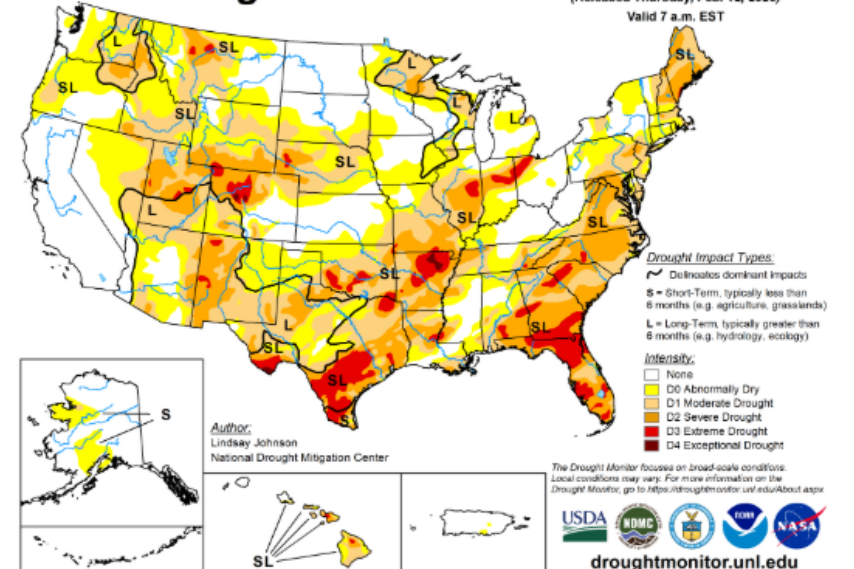 Valid 7 a.m. EST
L
SL
SL
L
L
SL
SL
L
SL
SL
L
SL
SL
L
SL
SL
SL
S
Drought Impact Types:
Delineates dominant impacts
S = Short-Term, typically less than
6 months (e.g. agriculture, grasslands)
L = Long-Term, typically greater than
6 months (e.g. hydrology, ecology)
Intensity:
None
D0 Abnormally Dry
D1 Moderate Drought
D2 Severe Drought
D3 Extreme Drought
D4 Exceptional Drought
S
Author:
Lindsay Johnson
National Drought Mitigation Center
SL
The Drought Monitor focuses on broad-scale conditions.
Local conditions may vary. For more information on the
Drought Monitor, go to https://droughtmonitor.unl.edu/About.aspx
USDA
NDMC
NOAA
NASA
droughtmonitor.unl.edu